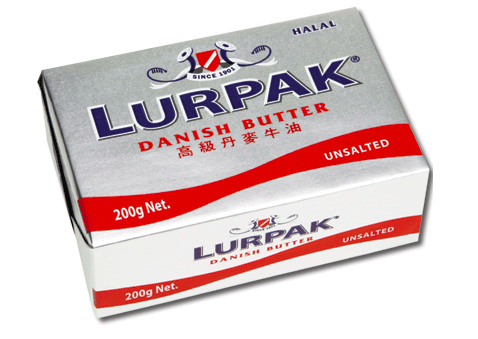 HALAL
SINCE 1901
LURPAK®
DANISH BUTTER
高級丹麥牛油
UNSALTED
200g Net.
LURPAK®
DANISH BUTTER
UNSALTED
200g Net.